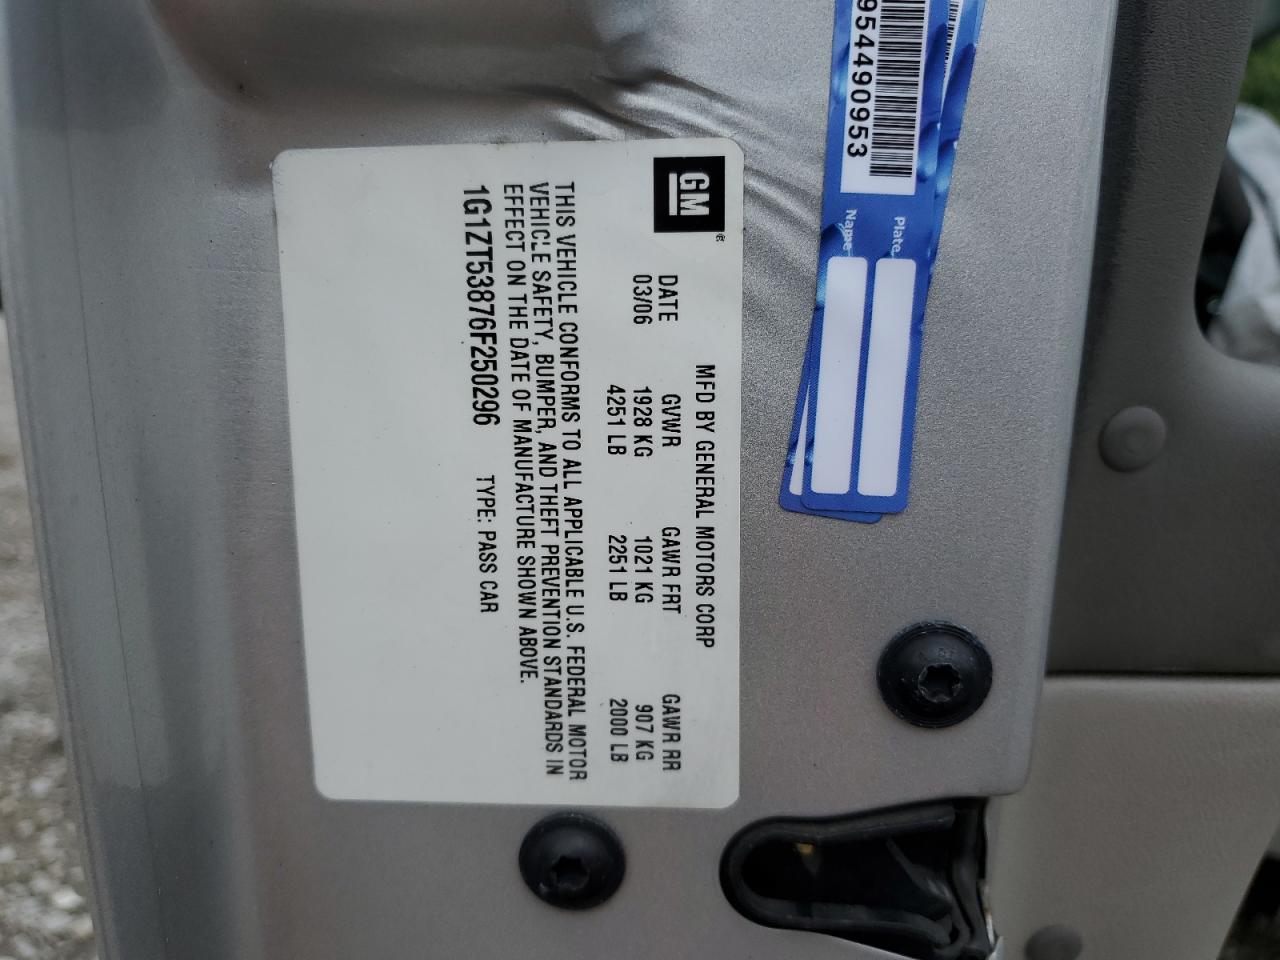 GM
®
MFD BY GENERAL MOTORS CORP
DATE GVWR GAWR FRT GAWR RR
03/06 1928 KG 1021 KG 907 KG
4251 LB 2251 LB 2000 LB
THIS VEHICLE CONFORMS TO ALL APPLICABLE U.S. FEDERAL MOTOR
VEHICLE SAFETY, BUMPER, AND THEFT PREVENTION STANDARDS IN
EFFECT ON THE DATE OF MANUFACTURE SHOWN ABOVE.
1G1ZT53876F250296 TYPE: PASS CAR
954490953
Plate
Name